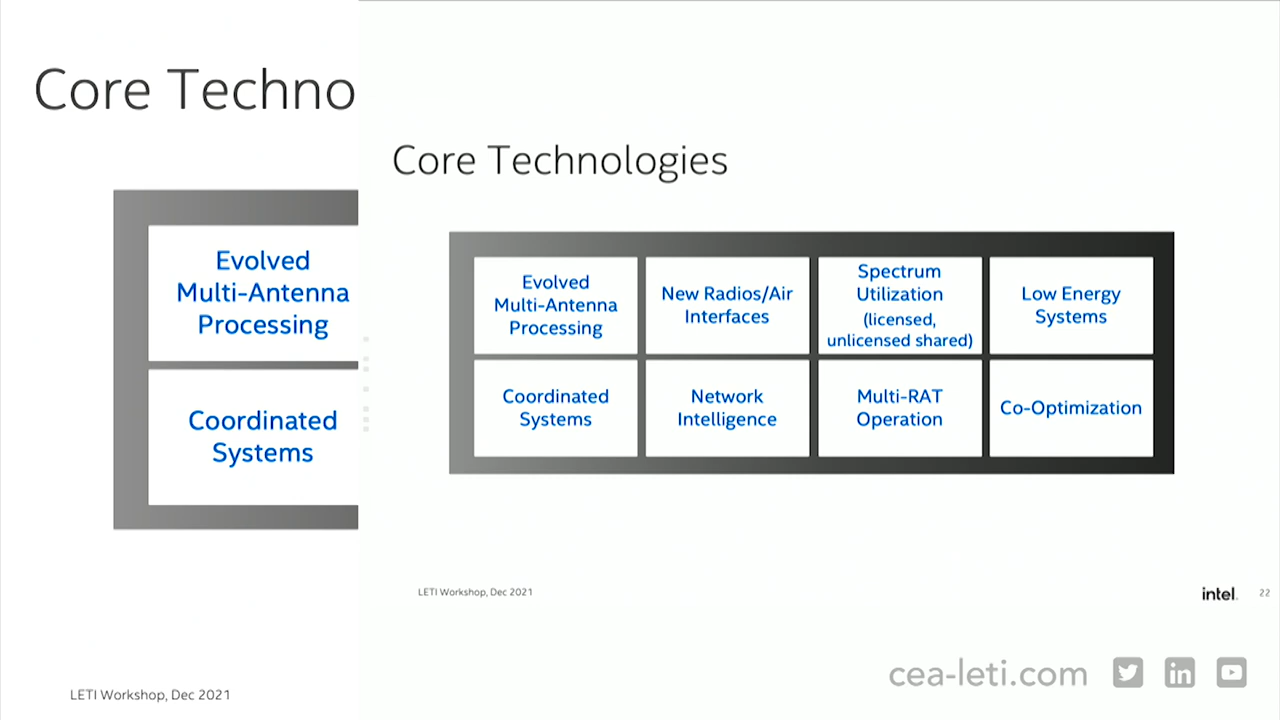 Core Techno
Evolved
Multi-Antenna
Processing
Coordinated
Systems
LETI Workshop, Dec 2021
Core Technologies
Evolved
Multi-Antenna
Processing
New Radios/Air
Interfaces
Spectrum
Utilization
(licensed,
unlicensed shared)
Low Energy
Systems
Coordinated
Systems
Network
Intelligence
Multi-RAT
Operation
Co-Optimization
LETI Workshop, Dec 2021
intel.
22
cea-leti.com
in